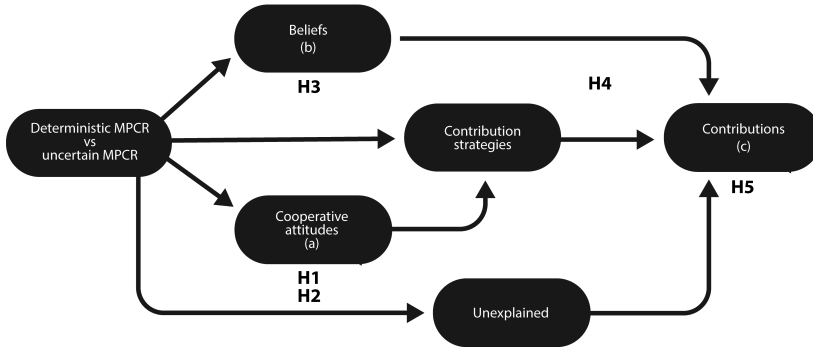 Beliefs
(b)
H3
H4
Deterministic MPCR
vs
uncertain MPCR
Contribution
strategies
Contributions
(c)
H5
Cooperative
attitudes
(a)
H1
H2
Unexplained